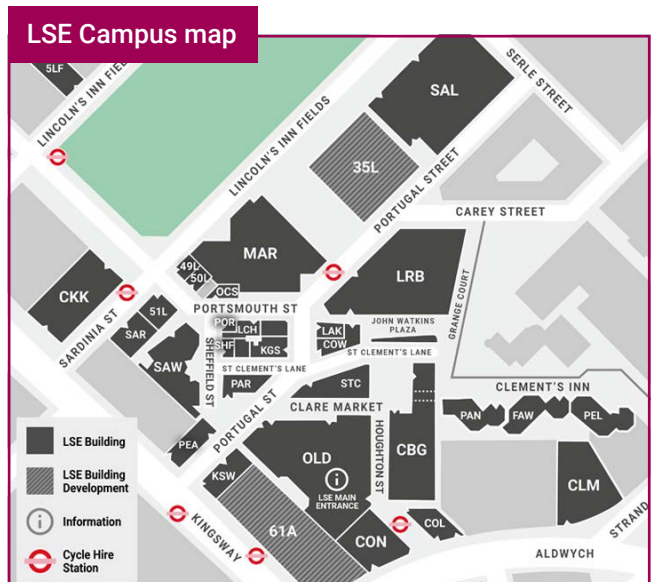 LSE Campus map
5LF
LINCOLN'S INN FIEL
SERLE STREET
SAL
LINCOLN'S INN FIELDS
35L
PORTUGAL STREET
CAREY STREET
MAR
49L
50L
OCS
LRB
GRANGE COURT
CKK
51L
SAR
SARDINIA ST
PORTSMOUTH ST
POR
LCH
SHF
KGS
LAK
COW
JOHN WATKINS
PLAZA
ST CLEMENT'S LANE
SHEFFIELD ST
SAW
ST CLEMENT'S LANE
PAR
STC
CLEMENT'S INN
PORTUGAL ST
CLARE MARKET
PAN
FAW
PEL
PEA
HOUGHTON ST
CBG
OLD
LSE MAIN
ENTRANCE
KSW
CLM
61A
CON
COL
KINGSWAY
ALDWYCH
STRAND
LSE Building
LSE Building
Development
Information
Cycle Hire
Station